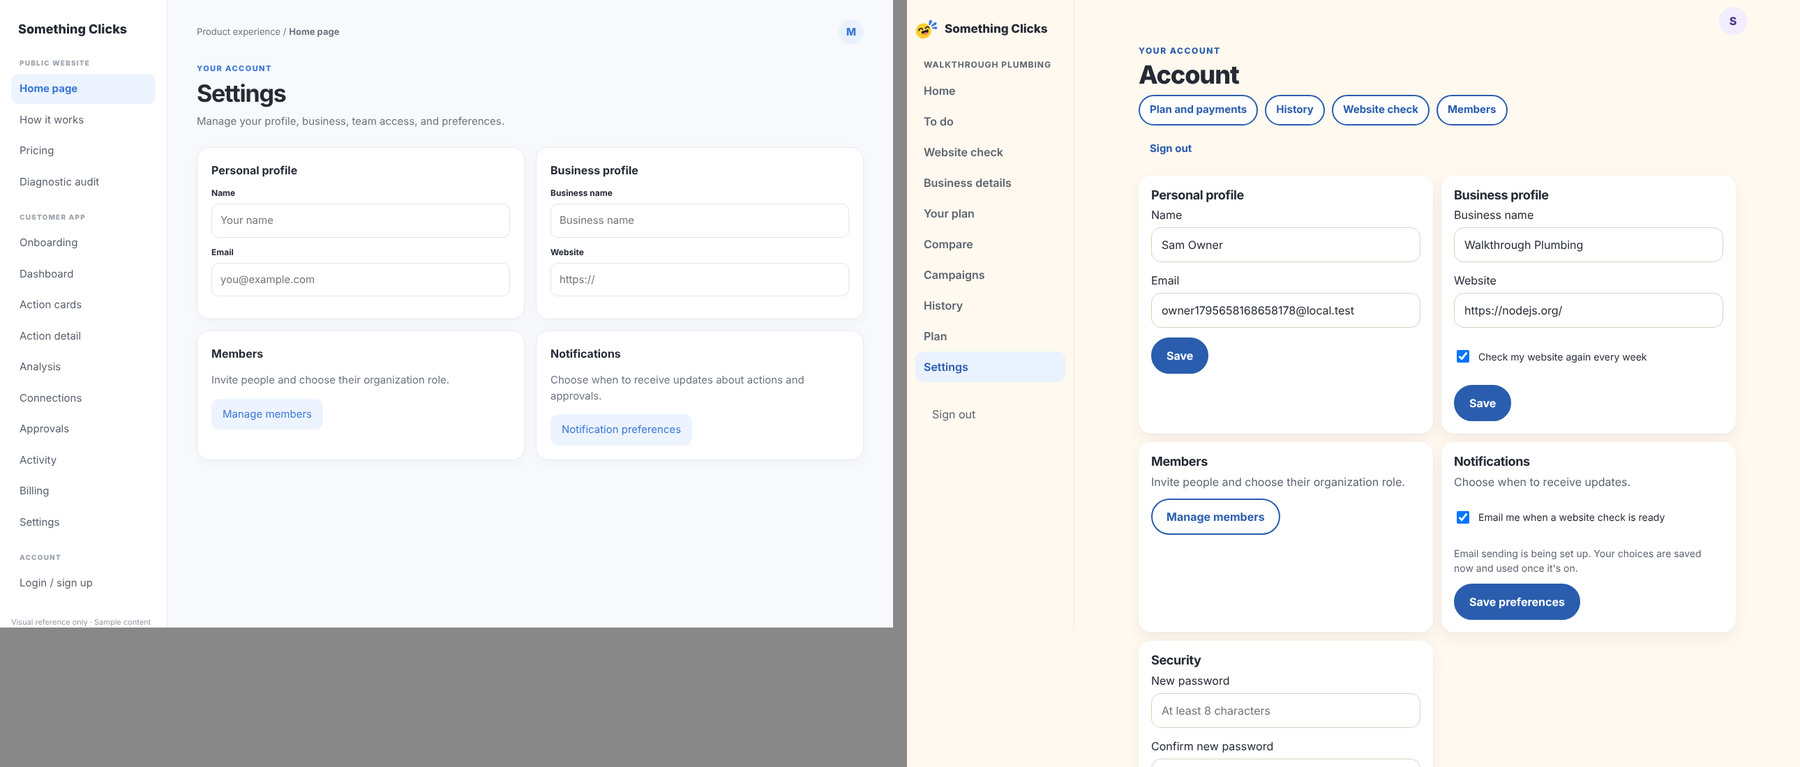 Something Clicks
PUBLIC WEBSITE
Home page
How it works
Pricing
Diagnostic audit
CUSTOMER APP
Onboarding
Dashboard
Action cards
Action detail
Analysis
Connections
Approvals
Activity
Billing
Settings
ACCOUNT
Login / sign up
Visual reference only · Sample content
Product experience / Home page
M
YOUR ACCOUNT
Settings
Manage your profile, business, team access, and preferences.
Personal profile
Name
Your name
Email
you@example.com
Business profile
Business name
Business name
Website
https://
Members
Invite people and choose their organization role.
Manage members
Notifications
Choose when to receive updates about actions and
approvals.
Notification preferences
Something Clicks
WALKTHROUGH PLUMBING
Home
To do
Website check
Business details
Your plan
Compare
Campaigns
History
Plan
Settings
Sign out
S
YOUR ACCOUNT
Account
Plan and payments
History
Website check
Members
Sign out
Personal profile
Name
Sam Owner
Email
owner1795658168658178@local.test
Save
Business profile
Business name
Walkthrough Plumbing
Website
https://nodejs.org/
Check my website again every week
Save
Members
Invite people and choose their organization role.
Manage members
Notifications
Choose when to receive updates.
Email me when a website check is ready
Email sending is being set up. Your choices are saved
now and used once it's on.
Save preferences
Security
New password
At least 8 characters
Confirm new password